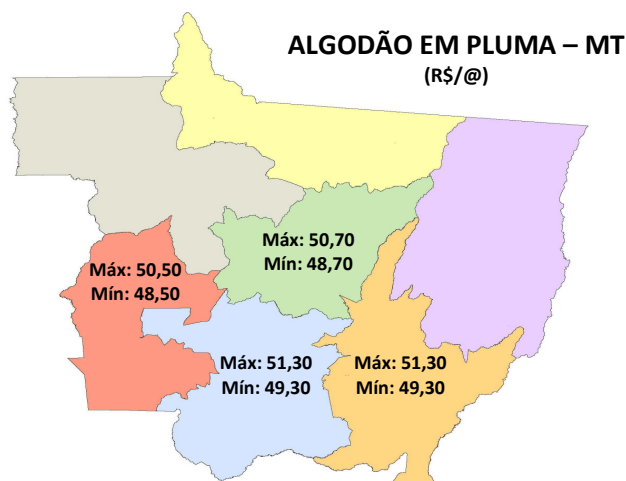 ALGODÃO EM PLUMA – MT
(R$/@)
Máx: 50,70
Mín: 48,70
Máx: 50,50
Mín: 48,50
Máx: 51,30
Mín: 49,30
Máx: 51,30
Mín: 49,30